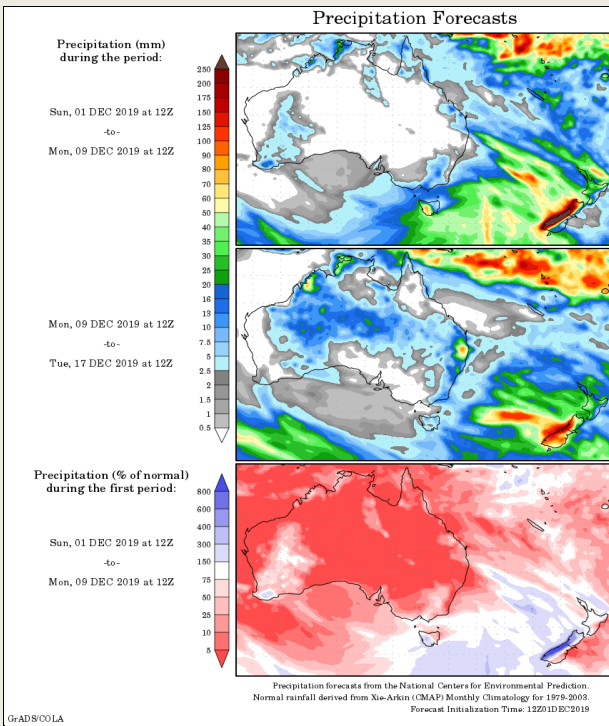 Precipitation Forecasts
Precipitation (mm)
during the period:
Sun, 01 DEC 2019 at 12Z
-to-
Mon, 09 DEC 2019 at 12Z
250
200
175
150
125
100
90
80
70
60
50
40
35
30
25
20
16
13
10
7.5
5
2.5
2
1.5
1
0.5
Mon, 09 DEC 2019 at 12Z
-to-
Tue, 17 DEC 2019 at 12Z
Precipitation (% of normal)
during the first period:
Sun, 01 DEC 2019 at 12Z
-to-
Mon, 09 DEC 2019 at 12Z
800
600
400
300
150
75
50
25
10
5
Precipitation forecasts from the National Centers for Environmental Prediction.
Normal rainfall derived from Xie-Arkin (CMAP) Monthly Climatology for 1979-2003.
Forecast Initialization Time: 12Z01DEC2019
GrADS/COLA